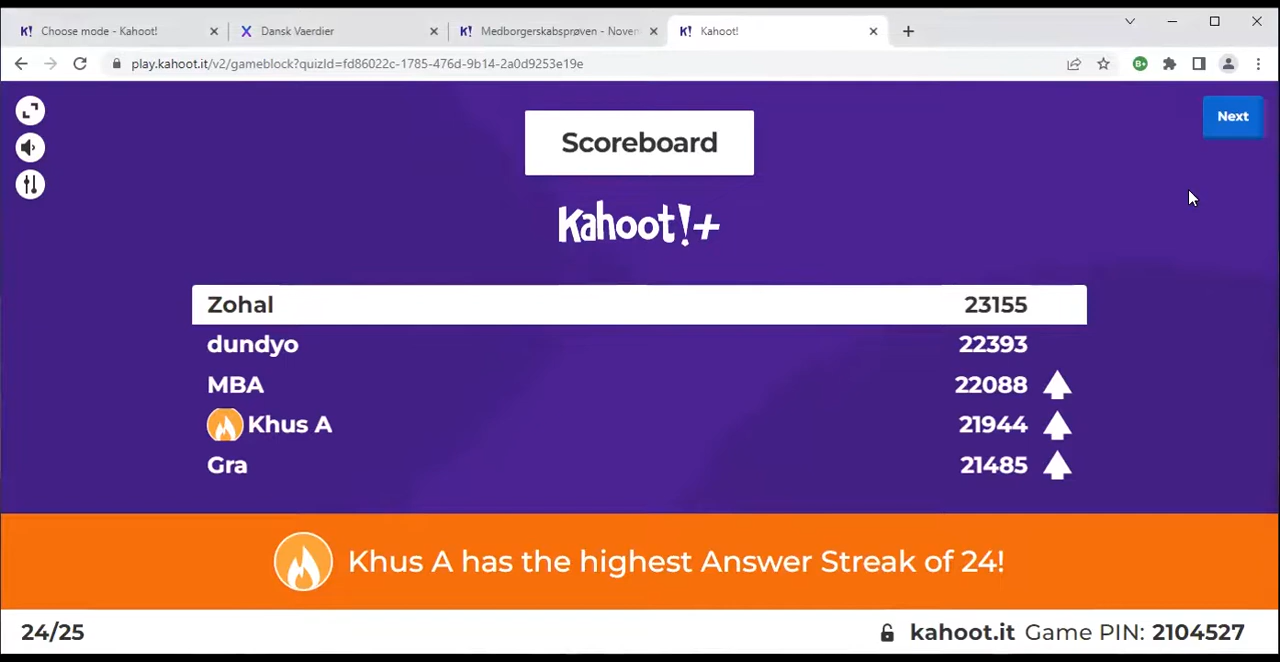 Choose mode - Kahoot!
Dansk Vaerdier
Medborgerskabsprøven - Noven
Kahoot!
play.kahoot.it/v2/gameblock?quizId=fd86022c-1785-476d-9b14-2a0d9253e19e
Next
Scoreboard
Kahoot!+
Zohal 23155
dundyo 22393
MBA 22088
Khus A 21944
Gra 21485
Khus A has the highest Answer Streak of 24!
24/25
kahoot.it Game PIN: 2104527